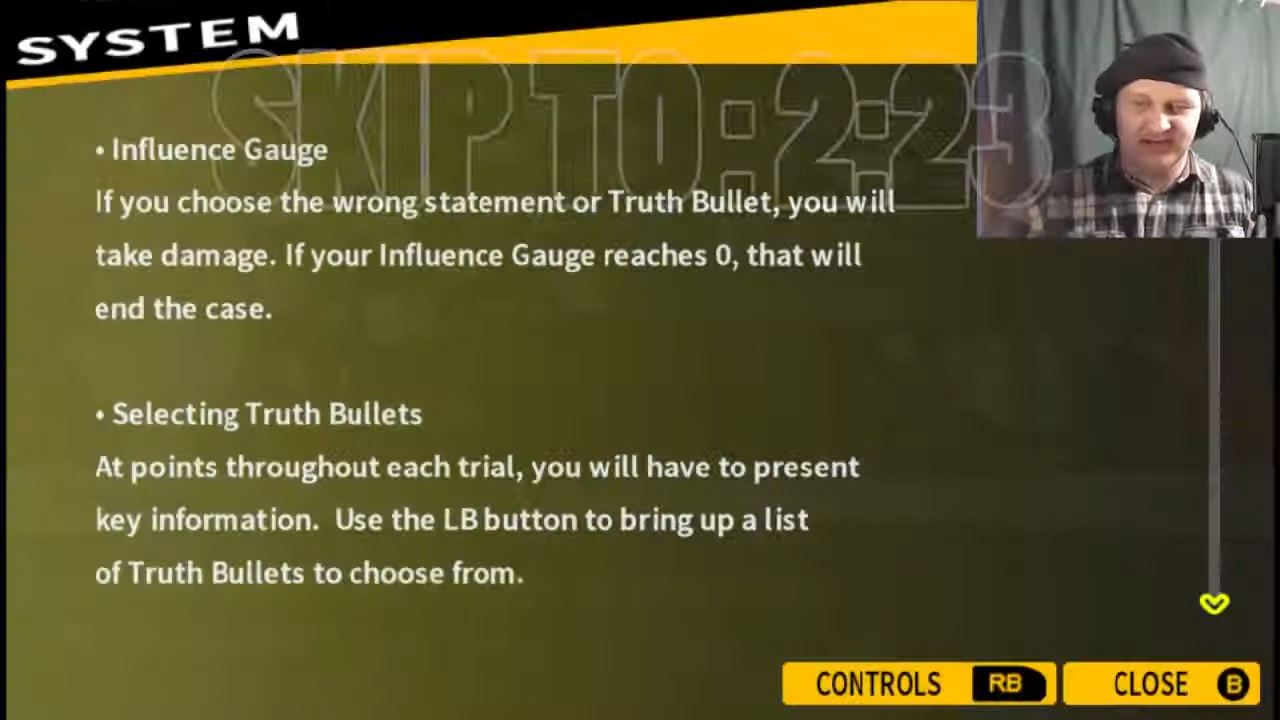 SYSTEM
SKIP TO: 2:23
• Influence Gauge
If you choose the wrong statement or Truth Bullet, you will
take damage. If your Influence Gauge reaches 0, that will
end the case.
• Selecting Truth Bullets
At points throughout each trial, you will have to present
key information. Use the LB button to bring up a list
of Truth Bullets to choose from.
CONTROLS RB CLOSE B